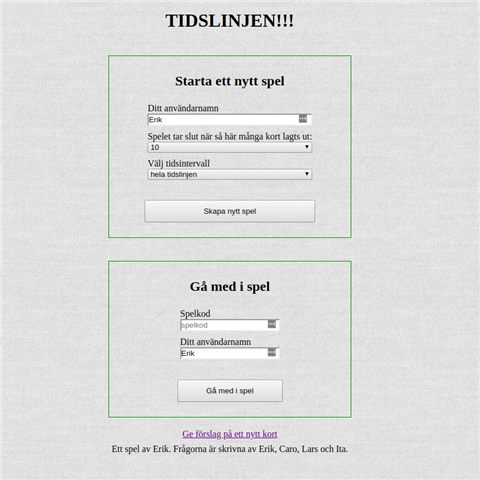 TIDSLINJEN!!!
Starta ett nytt spel
Ditt användarnamn
Erik
Spelet tar slut när så här många kort lagts ut:
10
Välj tidsintervall
hela tidslinjen
Skapa nytt spel
Gå med i spel
Spelkod
spelkod
Ditt användarnamn
Erik
Gå med i spel
Ge förslag på ett nytt kort
Ett spel av Erik. Frågorna är skrivna av Erik, Caro, Lars och Ita.